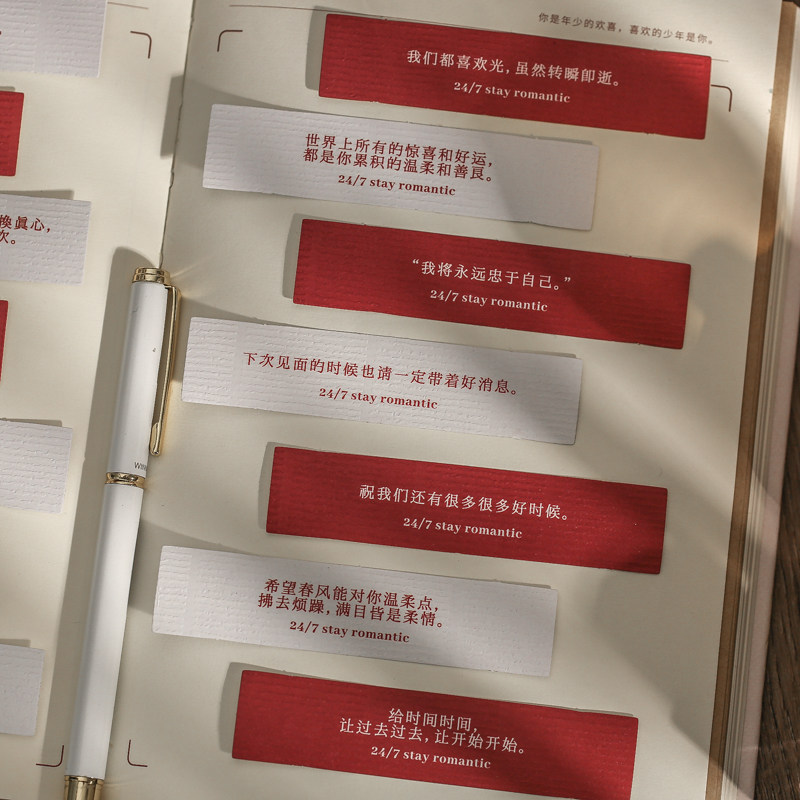 你是年少的欢喜，喜欢的少年是你。
我们都喜欢光，虽然转瞬即逝。
24/7 stay romantic
世界上所有的惊喜和好运，
都是你累积的温柔和善良。
24/7 stay romantic
“我将永远忠于自己。”
24/7 stay romantic
下次见面的时候也请一定带着好消息。
24/7 stay romantic
祝我们还有很多很多好时候。
24/7 stay romantic
希望春风能对你温柔点，
拂去烦躁，满目皆是柔情。
24/7 stay romantic
给时间时间，
让过去过去，让开始开始。
24/7 stay romantic
換眞心，
次。
WIN